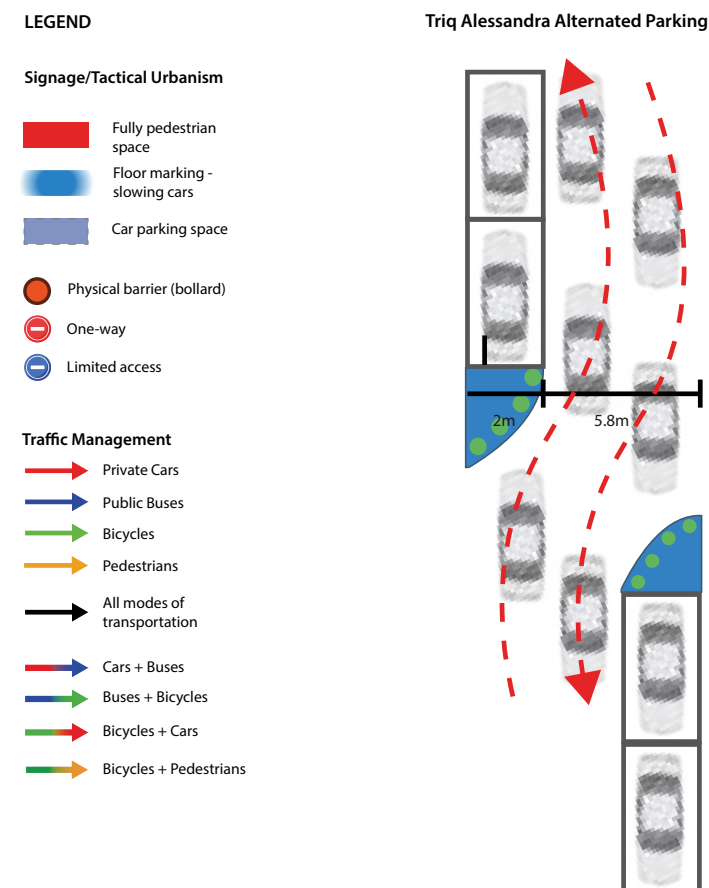 LEGEND
Triq Alessandra Alternated Parking
Signage/Tactical Urbanism
Fully pedestrian
space
Floor marking -
slowing cars
Car parking space
Physical barrier (bollard)
One-way
Limited access
Traffic Management
Private Cars
Public Buses
Bicycles
Pedestrians
All modes of
transportation
Cars + Buses
Buses + Bicycles
Bicycles + Cars
Bicycles + Pedestrians
2m
5.8m